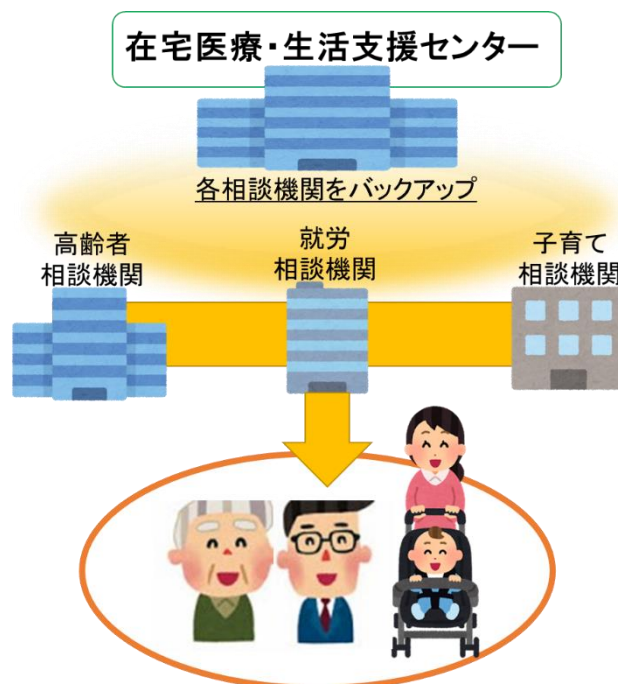 在宅医療・生活支援センター
各相談機関をバックアップ
高齢者
相談機関
就労
相談機関
子育て
相談機関